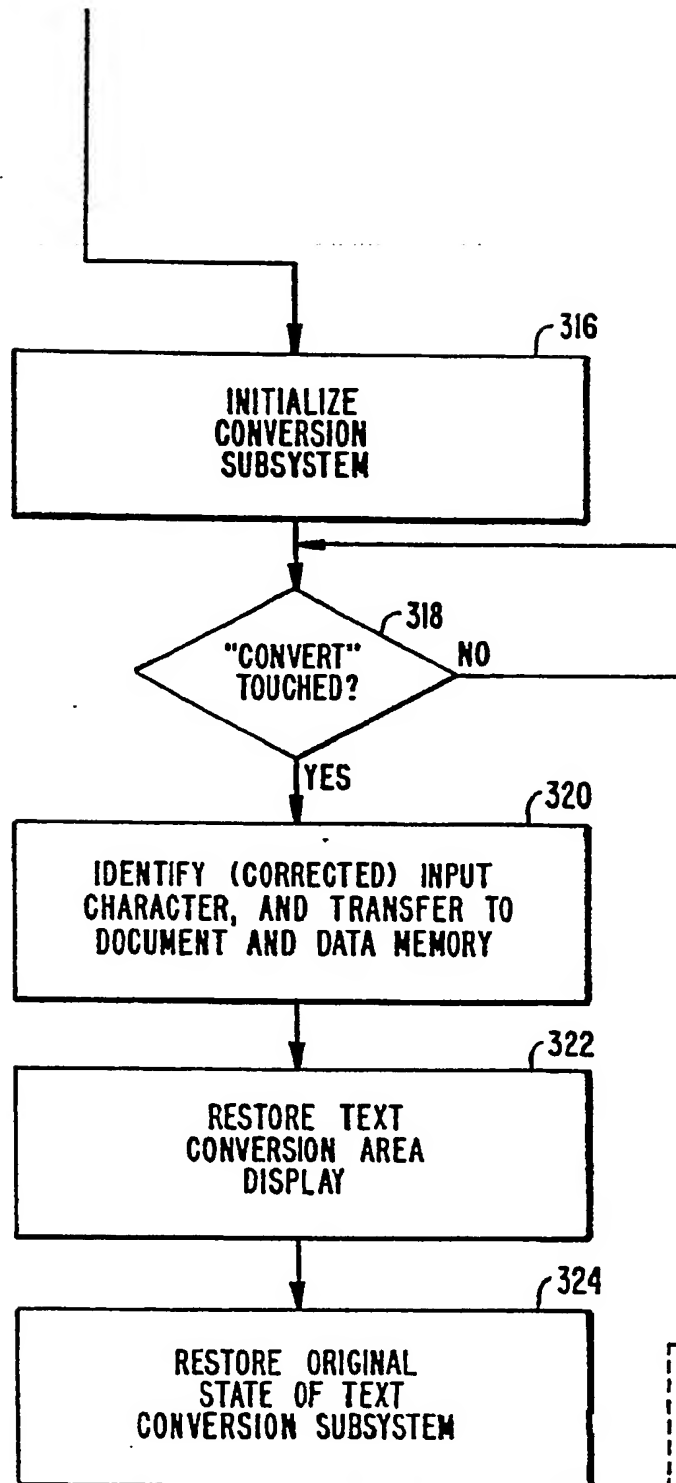 316
INITIALIZE
CONVERSION
SUBSYSTEM
318
"CONVERT"
TOUCHED?
NO
YES
320
IDENTIFY (CORRECTED) INPUT
CHARACTER, AND TRANSFER TO
DOCUMENT AND DATA MEMORY
322
RESTORE TEXT
CONVERSION AREA
DISPLAY
324
RESTORE ORIGINAL
STATE OF TEXT
CONVERSION SUBSYSTEM